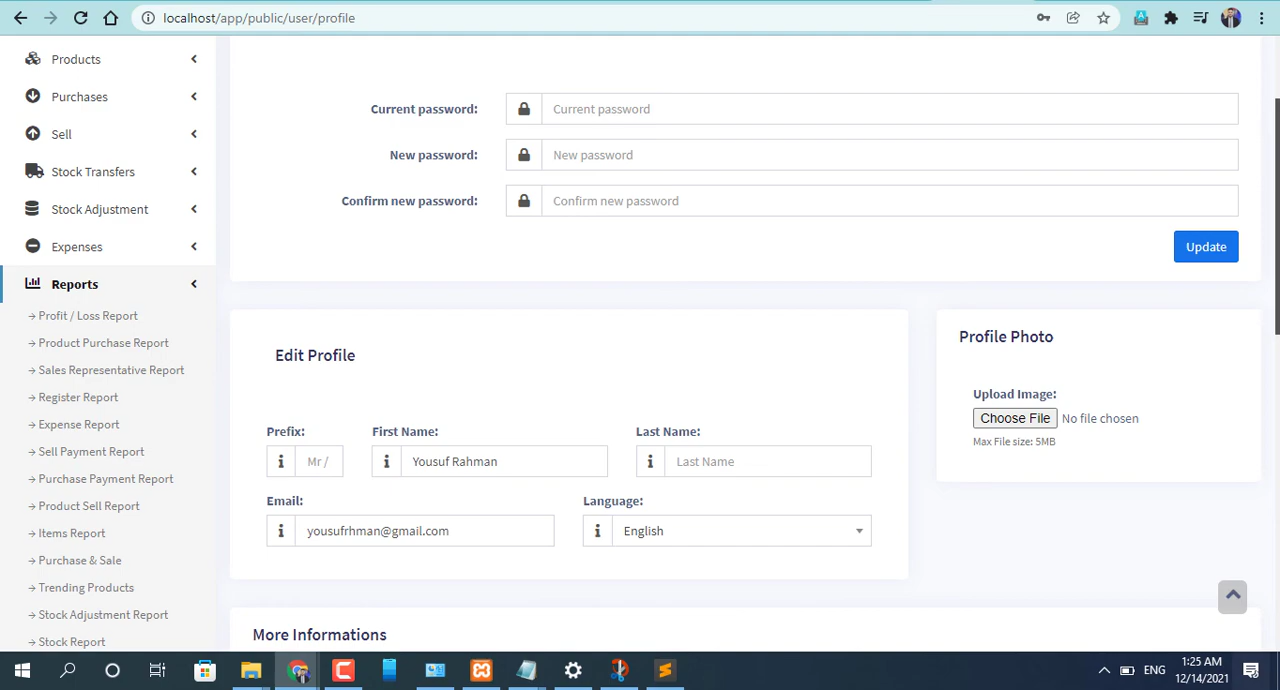 localhost/app/public/user/profile
Products
Purchases
Sell
Stock Transfers
Stock Adjustment
Expenses
Reports
→ Profit / Loss Report
→ Product Purchase Report
→ Sales Representative Report
→ Register Report
→ Expense Report
→ Sell Payment Report
→ Purchase Payment Report
→ Product Sell Report
→ Items Report
→ Purchase & Sale
→ Trending Products
→ Stock Adjustment Report
→ Stock Report
Current password: Current password
New password: New password
Confirm new password: Confirm new password
Update
Edit Profile
Prefix: First Name: Last Name:
Mr / Yousuf Rahman Last Name
Email: Language:
yousufrhman@gmail.com English
Profile Photo
Upload Image:
Choose File No file chosen
Max File size: 5MB
More Informations
ENG 1:25 AM
12/14/2021